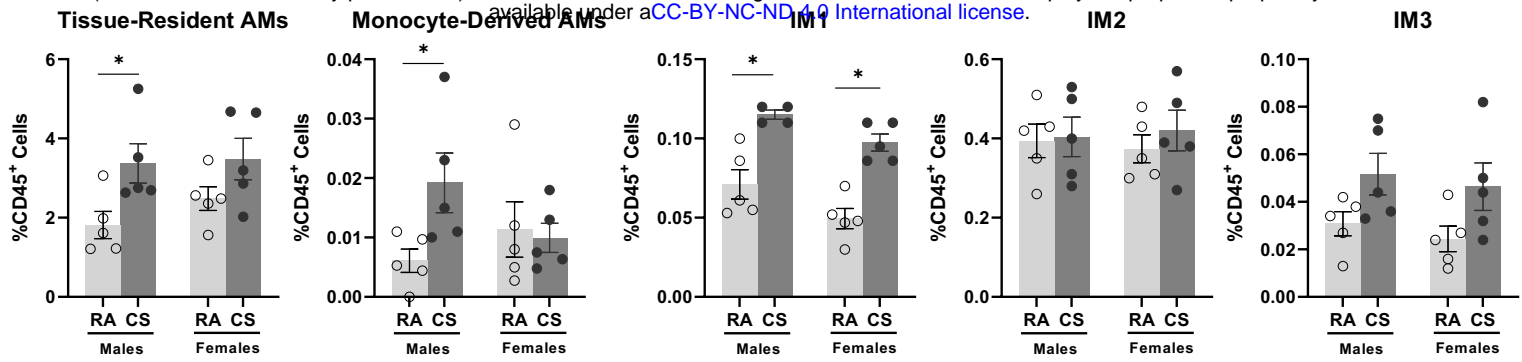 available under aCC-BY-NC-ND 4.0 International license.
Tissue-Resident AMs
Monocyte-Derived AMs
IM1
IM2
IM3
%CD45+ Cells
6
4
2
0
*
RA CS RA CS
Males Females
%CD45+ Cells
0.04
0.03
0.02
0.01
0.00
*
RA CS RA CS
Males Females
%CD45+ Cells
0.15
0.10
0.05
0.00
* *
RA CS RA CS
Males Females
%CD45+ Cells
0.6
0.4
0.2
0.0
RA CS RA CS
Males Females
%CD45+ Cells
0.10
0.08
0.06
0.04
0.02
0.00
RA CS RA CS
Males Females